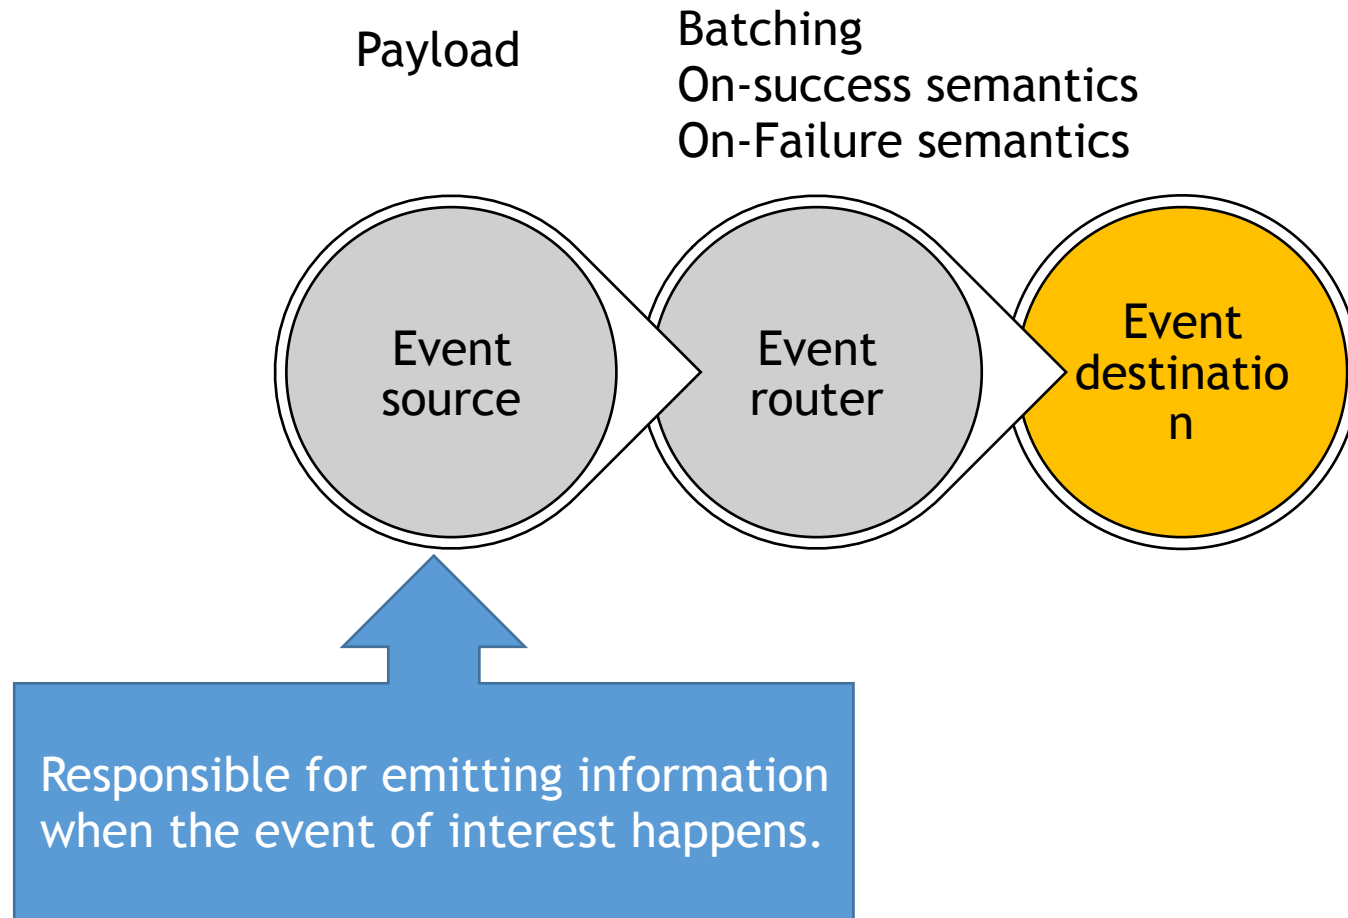 Payload
Batching
On-success semantics
On-Failure semantics
Event
source
Event
router
Event
destinatio
n
Responsible for emitting information
when the event of interest happens.